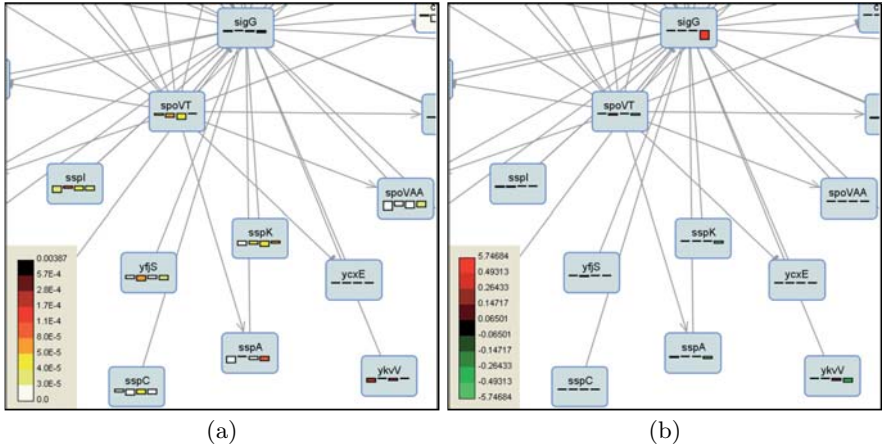 sigG
spoVT
sspI
spoVAA
sspK
yfjS
ycxE
sspA
sspC
ykvV
0.00387
5.7E-4
2.8E-4
1.7E-4
1.1E-4
8.0E-5
5.0E-5
4.0E-5
3.0E-5
0.0
(a)
c
sigG
spoVT
sspI
spoVAA
sspK
yfjS
ycxE
sspA
sspC
ykvV
5.74684
0.49313
0.26433
0.14717
0.06501
-0.06501
-0.14717
-0.26433
-0.49313
-5.74684
(b)